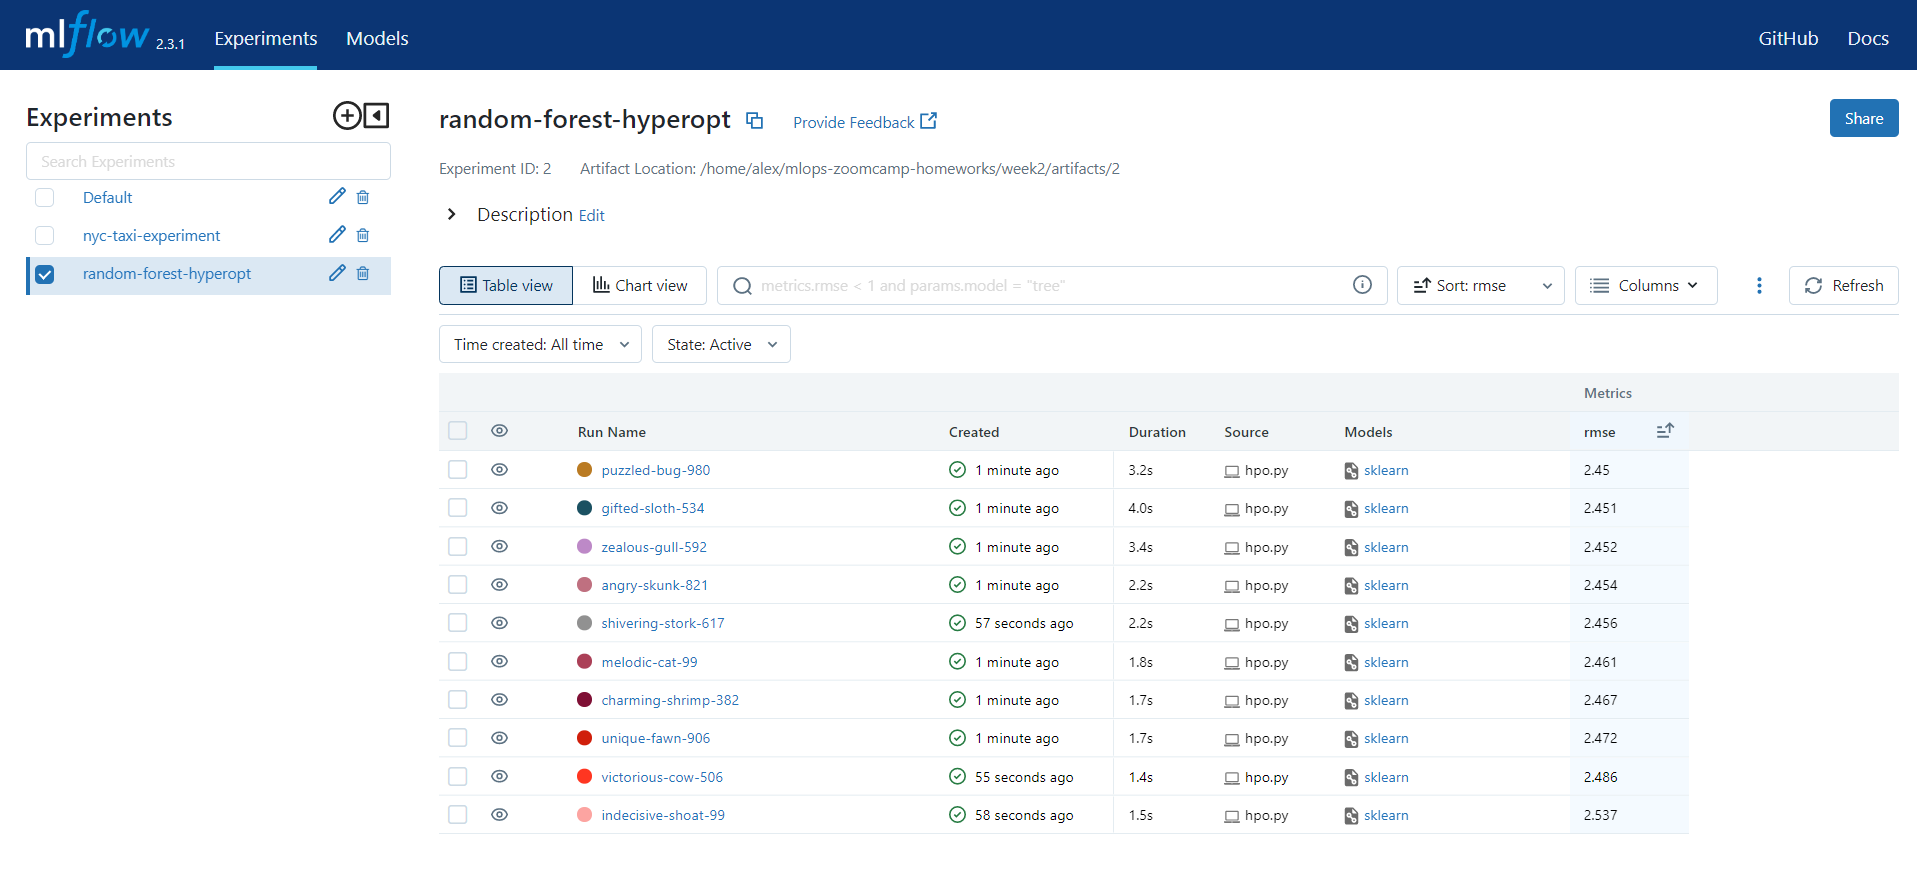 mlflow 2.3.1 Experiments Models GitHub Docs
Experiments
Search Experiments
Default
nyc-taxi-experiment
random-forest-hyperopt
random-forest-hyperopt Provide Feedback Share
Experiment ID: 2 Artifact Location: /home/alex/mlops-zoomcamp-homeworks/week2/artifacts/2
Description Edit
Table view Chart view metrics.rmse < 1 and params.model = "tree" Sort: rmse Columns Refresh
Time created: All time State: Active
Metrics
Run Name Created Duration Source Models rmse
puzzled-bug-980 1 minute ago 3.2s hpo.py sklearn 2.45
gifted-sloth-534 1 minute ago 4.0s hpo.py sklearn 2.451
zealous-gull-592 1 minute ago 3.4s hpo.py sklearn 2.452
angry-skunk-821 1 minute ago 2.2s hpo.py sklearn 2.454
shivering-stork-617 57 seconds ago 2.2s hpo.py sklearn 2.456
melodic-cat-99 1 minute ago 1.8s hpo.py sklearn 2.461
charming-shrimp-382 1 minute ago 1.7s hpo.py sklearn 2.467
unique-fawn-906 1 minute ago 1.7s hpo.py sklearn 2.472
victorious-cow-506 55 seconds ago 1.4s hpo.py sklearn 2.486
indecisive-shoat-99 58 seconds ago 1.5s hpo.py sklearn 2.537